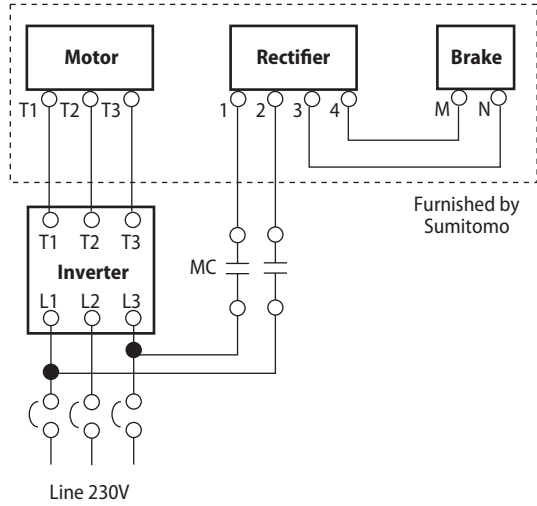 Motor Rectifier Brake
T1 T2 T3 1 2 3 4 M N
Furnished by
Sumitomo
T1 T2 T3
MC
Inverter
L1 L2 L3
Line 230V